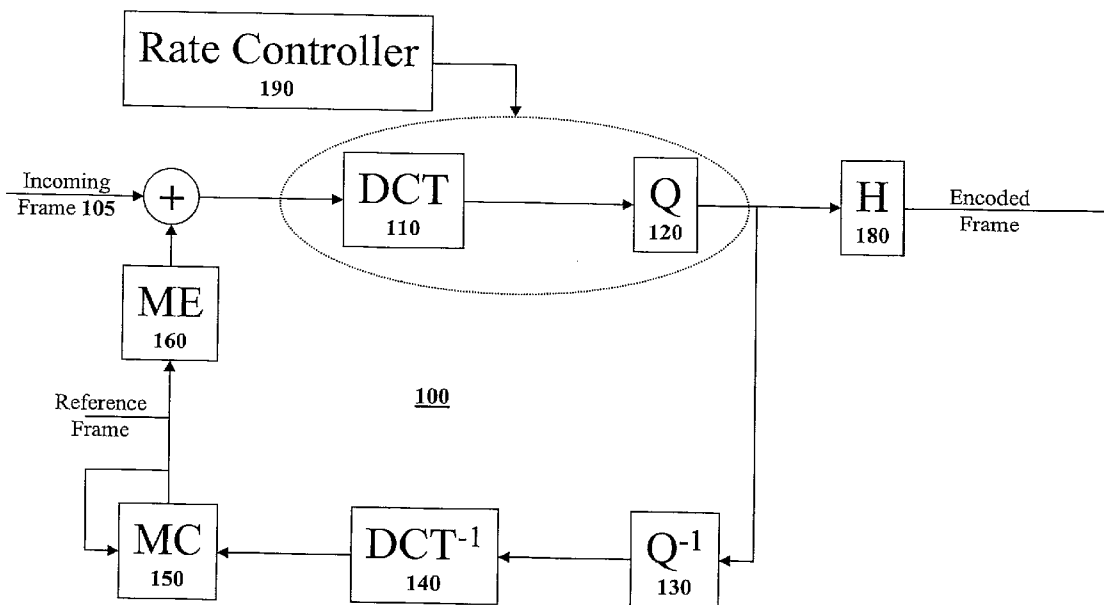 Rate Controller
190
Incoming
Frame 105
+
DCT
110
Q
120
H
180
Encoded
Frame
ME
160
Reference
Frame
100
MC
150
DCT-1
140
Q-1
130